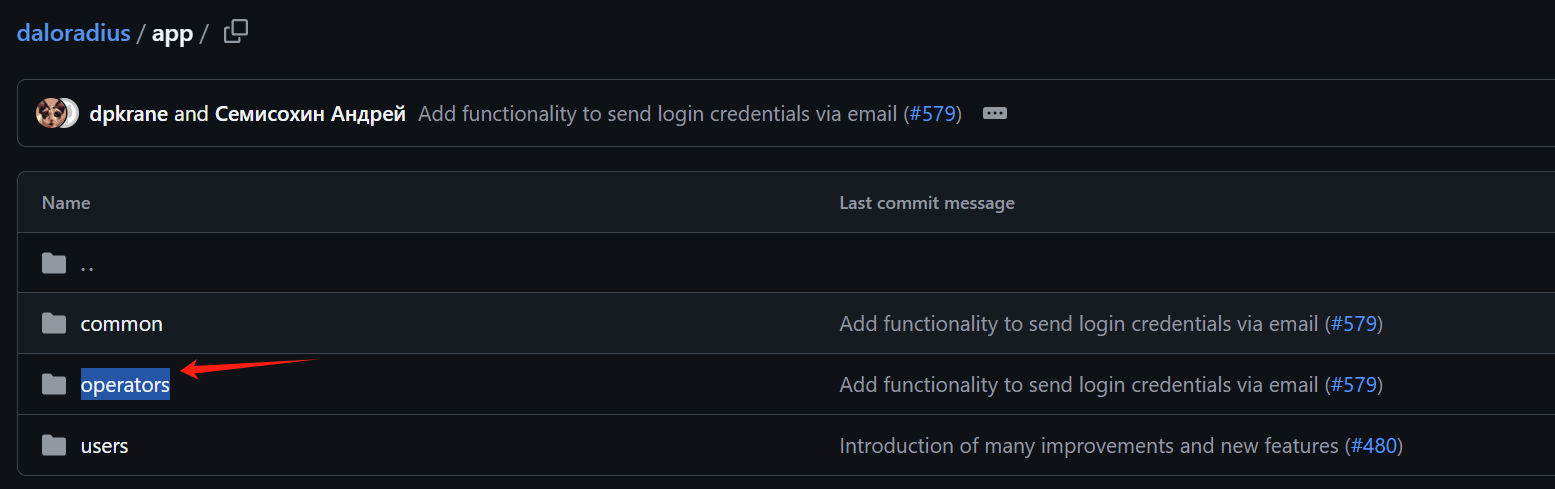 daloradius / app /
dpkrane and Семисохин Андрей Add functionality to send login credentials via email (#579)
Name Last commit message
..
common Add functionality to send login credentials via email (#579)
operators Add functionality to send login credentials via email (#579)
users Introduction of many improvements and new features (#480)